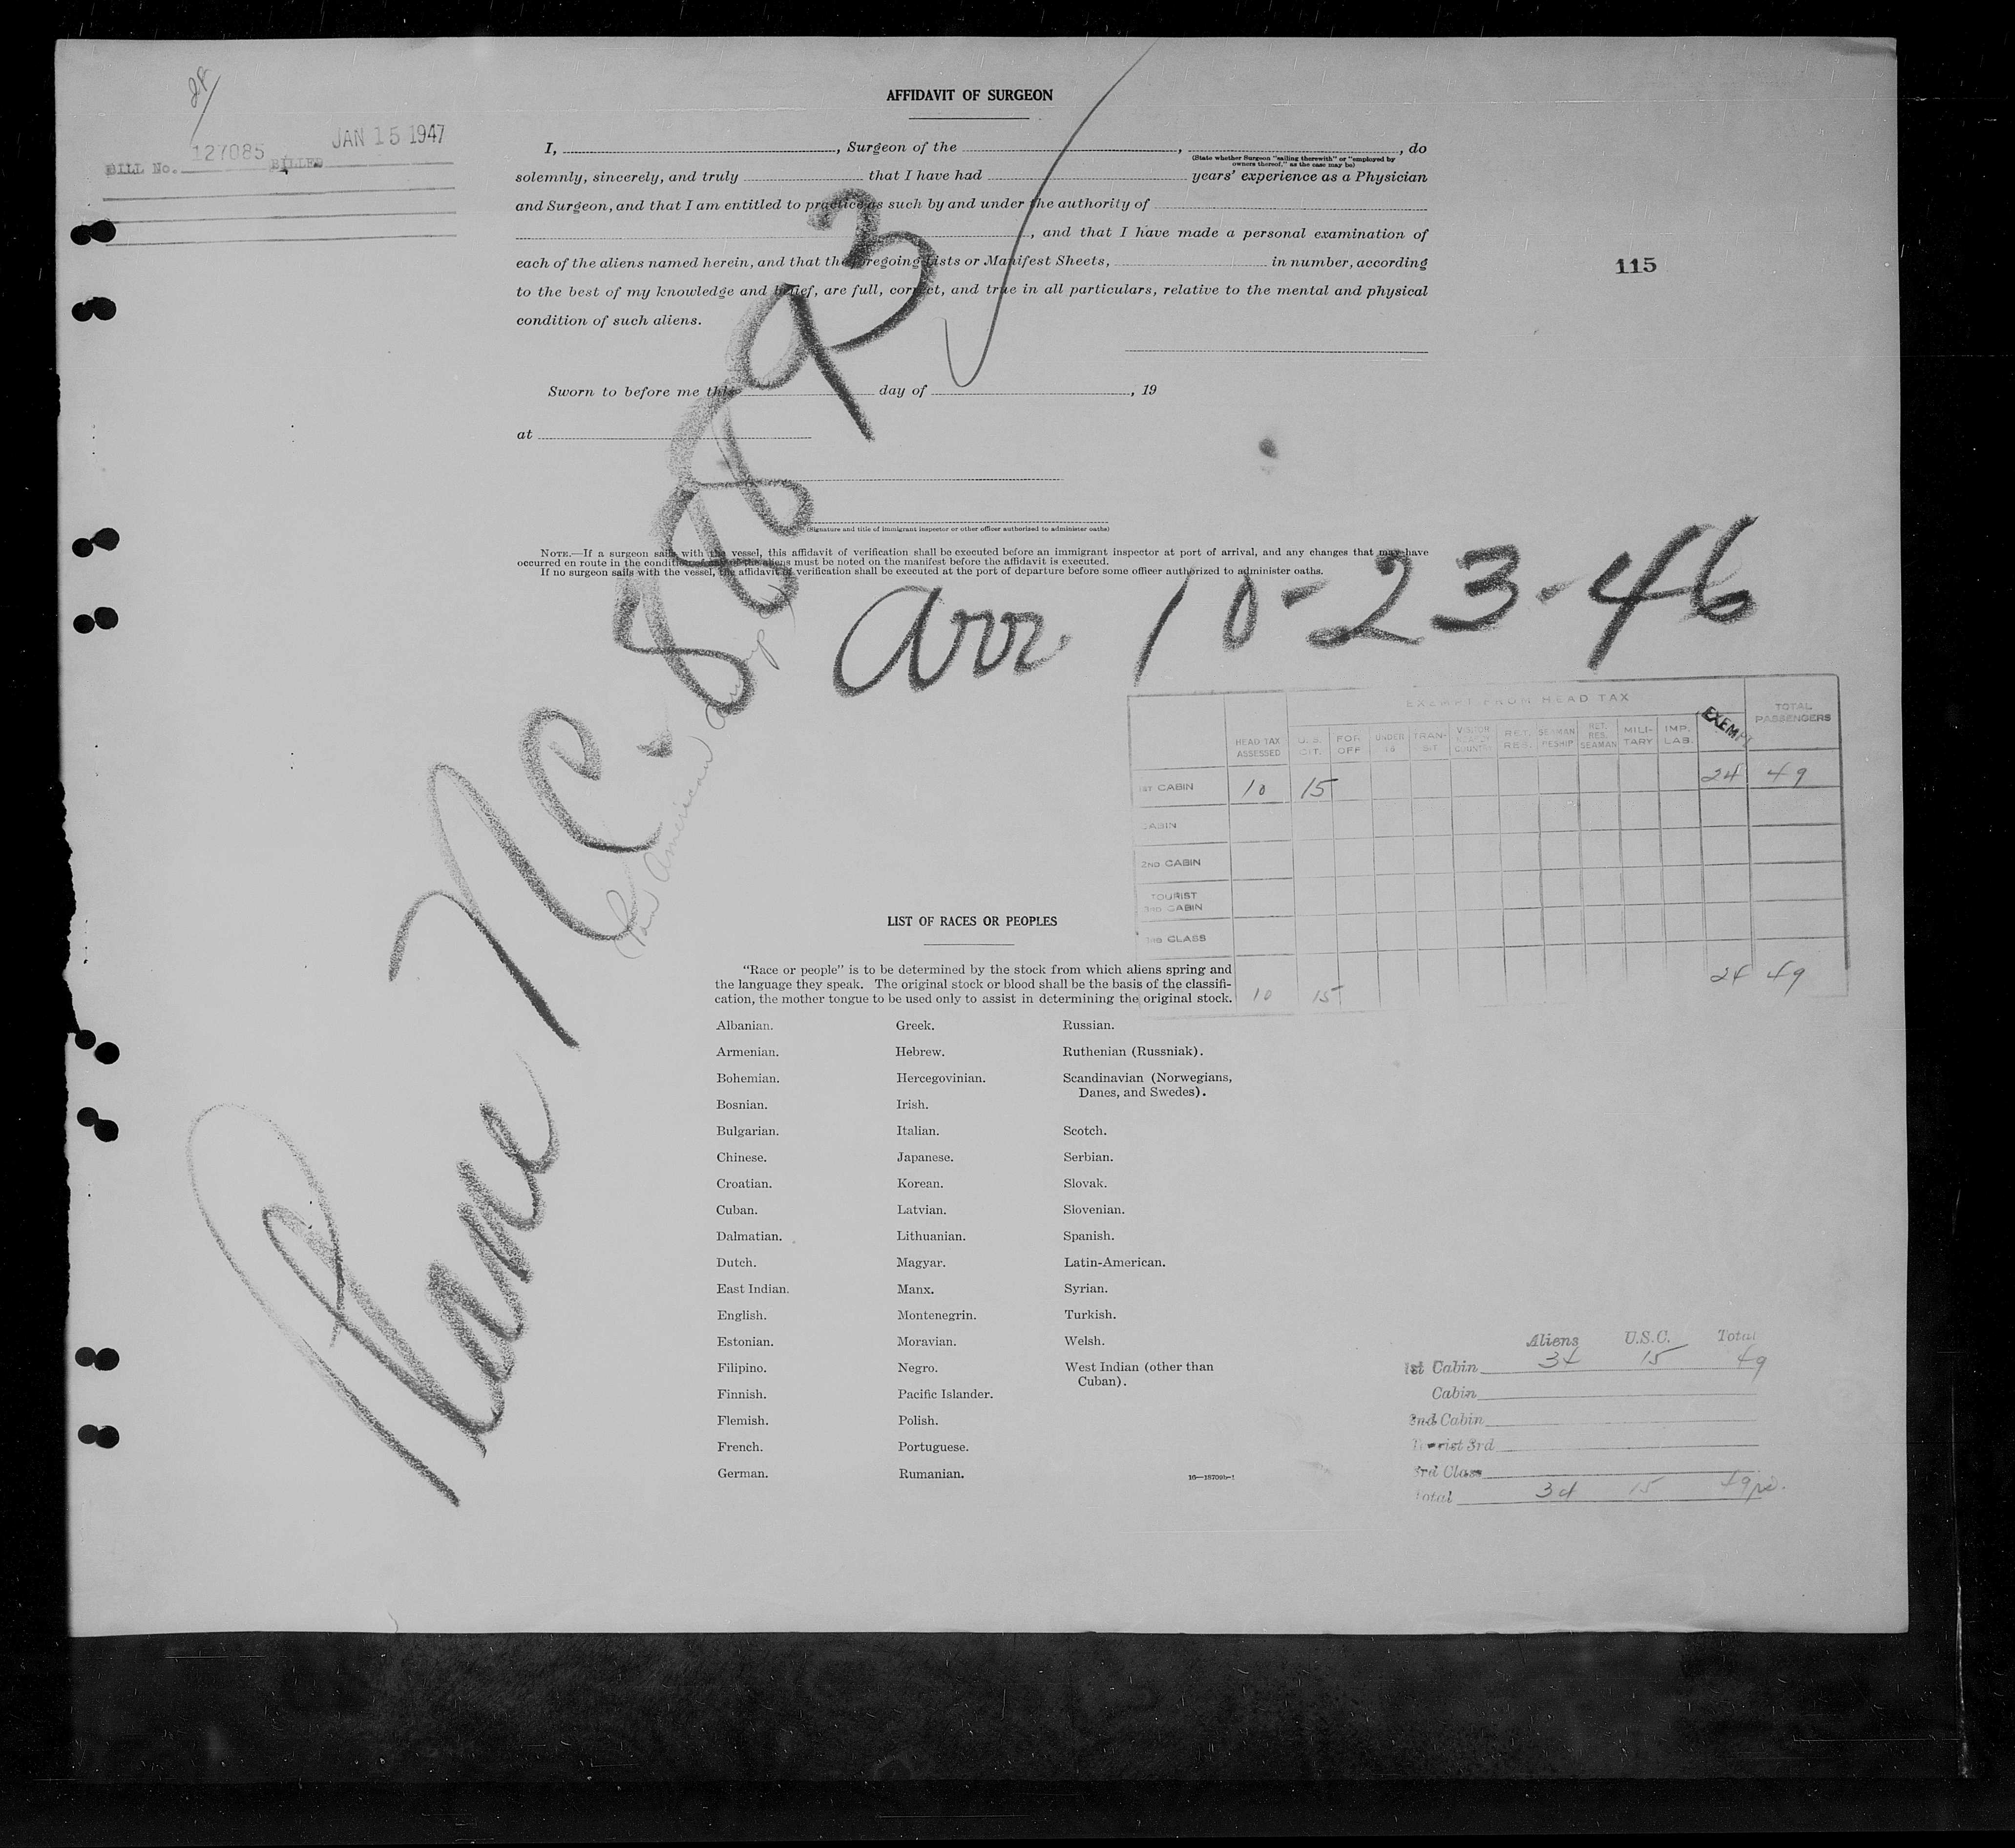 28
BILL No. 127085 BILLED JAN 15 1947
AFFIDAVIT OF SURGEON
I, , Surgeon of the , , do
(State whether Surgeon "sailing therewith" or "employed by
owners thereof," as the case may be)
solemnly, sincerely, and truly that I have had years' experience as a Physician
and Surgeon, and that I am entitled to practice as such by and under the authority of
, and that I have made a personal examination of
each of the aliens named herein, and that the foregoing Lists or Manifest Sheets, in number, according
to the best of my knowledge and belief, are full, correct, and true in all particulars, relative to the mental and physical
condition of such aliens.
115
Sworn to before me this day of , 19
at
(Signature and title of immigrant inspector or other officer authorized to administer oaths)
NOTE.—If a surgeon sails with the vessel, this affidavit of verification shall be executed before an immigrant inspector at port of arrival, and any changes that may have
occurred en route in the condition of any of the aliens must be noted on the manifest before the affidavit is executed.
If no surgeon sails with the vessel, the affidavit of verification shall be executed at the port of departure before some officer authorized to administer oaths.
Plane NC-88893
Pan American
arr 10-23-46
EXEMPT FROM HEAD TAX
HEAD TAX ASSESSED U.S. CIT. FOR. OFF UNDER 16 TRAN-SIT VISITOR COUNTRY RET. RES. SEAMAN RESHIP RET. RES. SEAMAN MILI-TARY IMP. LAB. EXEMPT TOTAL PASSENGERS
1ST CABIN 10 15 24 49
CABIN
2ND CABIN
TOURIST
3RD CABIN
3RD CLASS
10 15 24 49
LIST OF RACES OR PEOPLES
"Race or people" is to be determined by the stock from which aliens spring and
the language they speak. The original stock or blood shall be the basis of the classifi-
cation, the mother tongue to be used only to assist in determining the original stock.
Albanian. Greek. Russian.
Armenian. Hebrew. Ruthenian (Russniak).
Bohemian. Hercegovinian. Scandinavian (Norwegians,
Danes, and Swedes).
Bosnian. Irish.
Bulgarian. Italian. Scotch.
Chinese. Japanese. Serbian.
Croatian. Korean. Slovak.
Cuban. Latvian. Slovenian.
Dalmatian. Lithuanian. Spanish.
Dutch. Magyar. Latin-American.
East Indian. Manx. Syrian.
English. Montenegrin. Turkish.
Estonian. Moravian. Welsh.
Filipino. Negro. West Indian (other than
Cuban).
Finnish. Pacific Islander.
Flemish. Polish.
French. Portuguese.
German. Rumanian.
16—18709b-1
Aliens U.S.C. Total
1st Cabin 34 15 49
Cabin
2nd Cabin
Tourist 3rd
3rd Class
Total 34 15 49